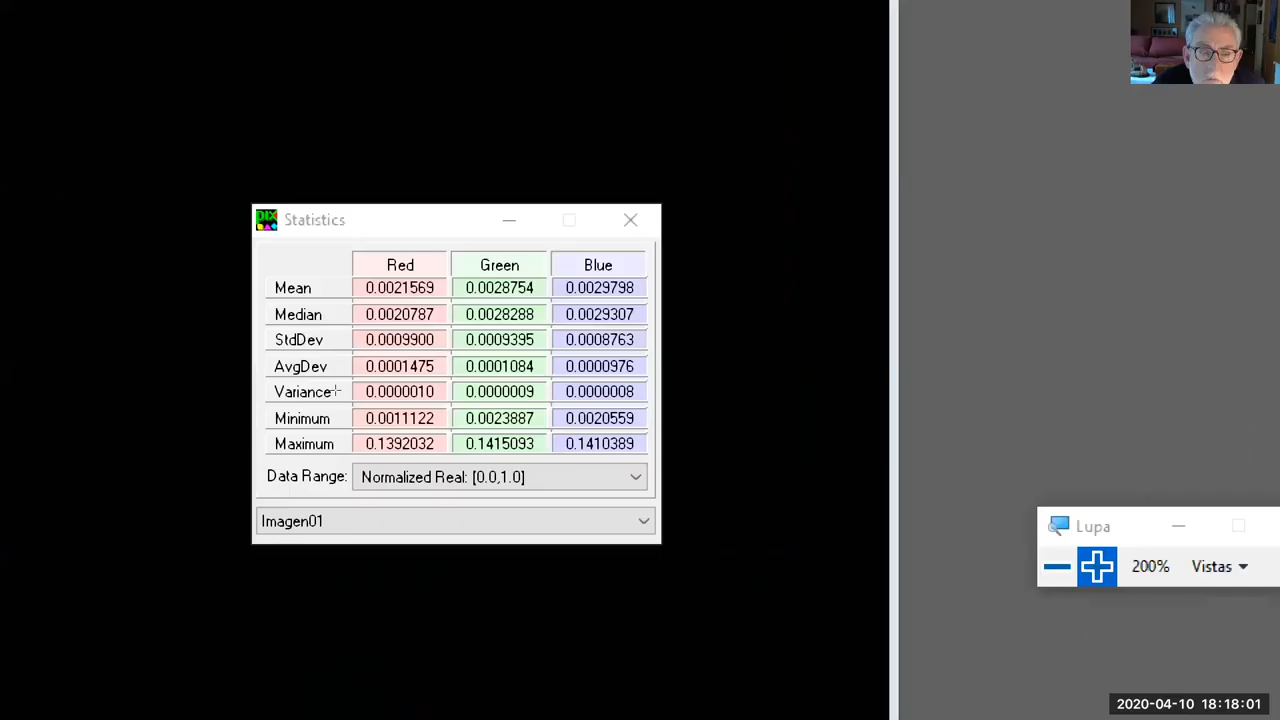 Statistics
Red Green Blue
Mean 0.0021569 0.0028754 0.0029798
Median 0.0020787 0.0028288 0.0029307
StdDev 0.0009900 0.0009395 0.0008763
AvgDev 0.0001475 0.0001084 0.0000976
Variance 0.0000010 0.0000009 0.0000008
Minimum 0.0011122 0.0023887 0.0020559
Maximum 0.1392032 0.1415093 0.1410389
Data Range: Normalized Real: [0.0,1.0]
Imagen01
Lupa
200% Vistas
2020-04-10 18:18:01